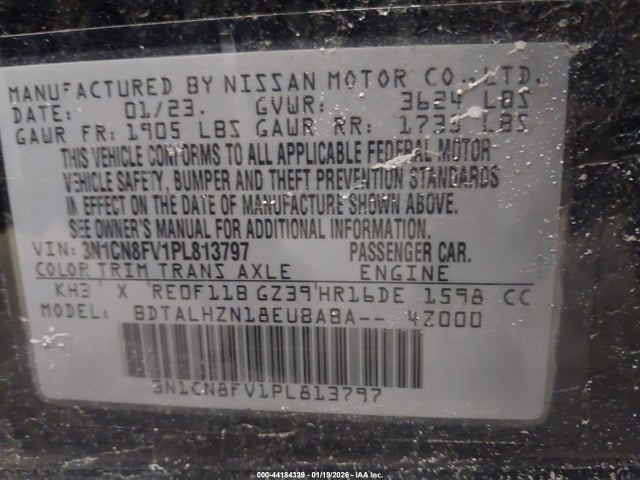 MANUFACTURED BY NISSAN MOTOR CO., LTD.
DATE: 01/23. GVWR: 3624 LBS
GAWR FR: 1905 LBS GAWR RR: 1733 LBS
THIS VEHICLE CONFORMS TO ALL APPLICABLE FEDERAL MOTOR
VEHICLE SAFETY, BUMPER AND THEFT PREVENTION STANDARDS
IN EFFECT ON THE DATE OF MANUFACTURE SHOWN ABOVE.
SEE OWNER'S MANUAL FOR ADDITIONAL INFORMATION.
VIN: 3N1CN8FV1PL813797 PASSENGER CAR.
COLOR TRIM TRANS AXLE ENGINE
KH3 X RE0F11B GZ39 HR16DE 1598 CC
MODEL: BDTALHZN18EU8ABA-- 4Z000
3N1CN8FV1PL813797
000-44184329 - 01/19/2026 - IAA Inc.